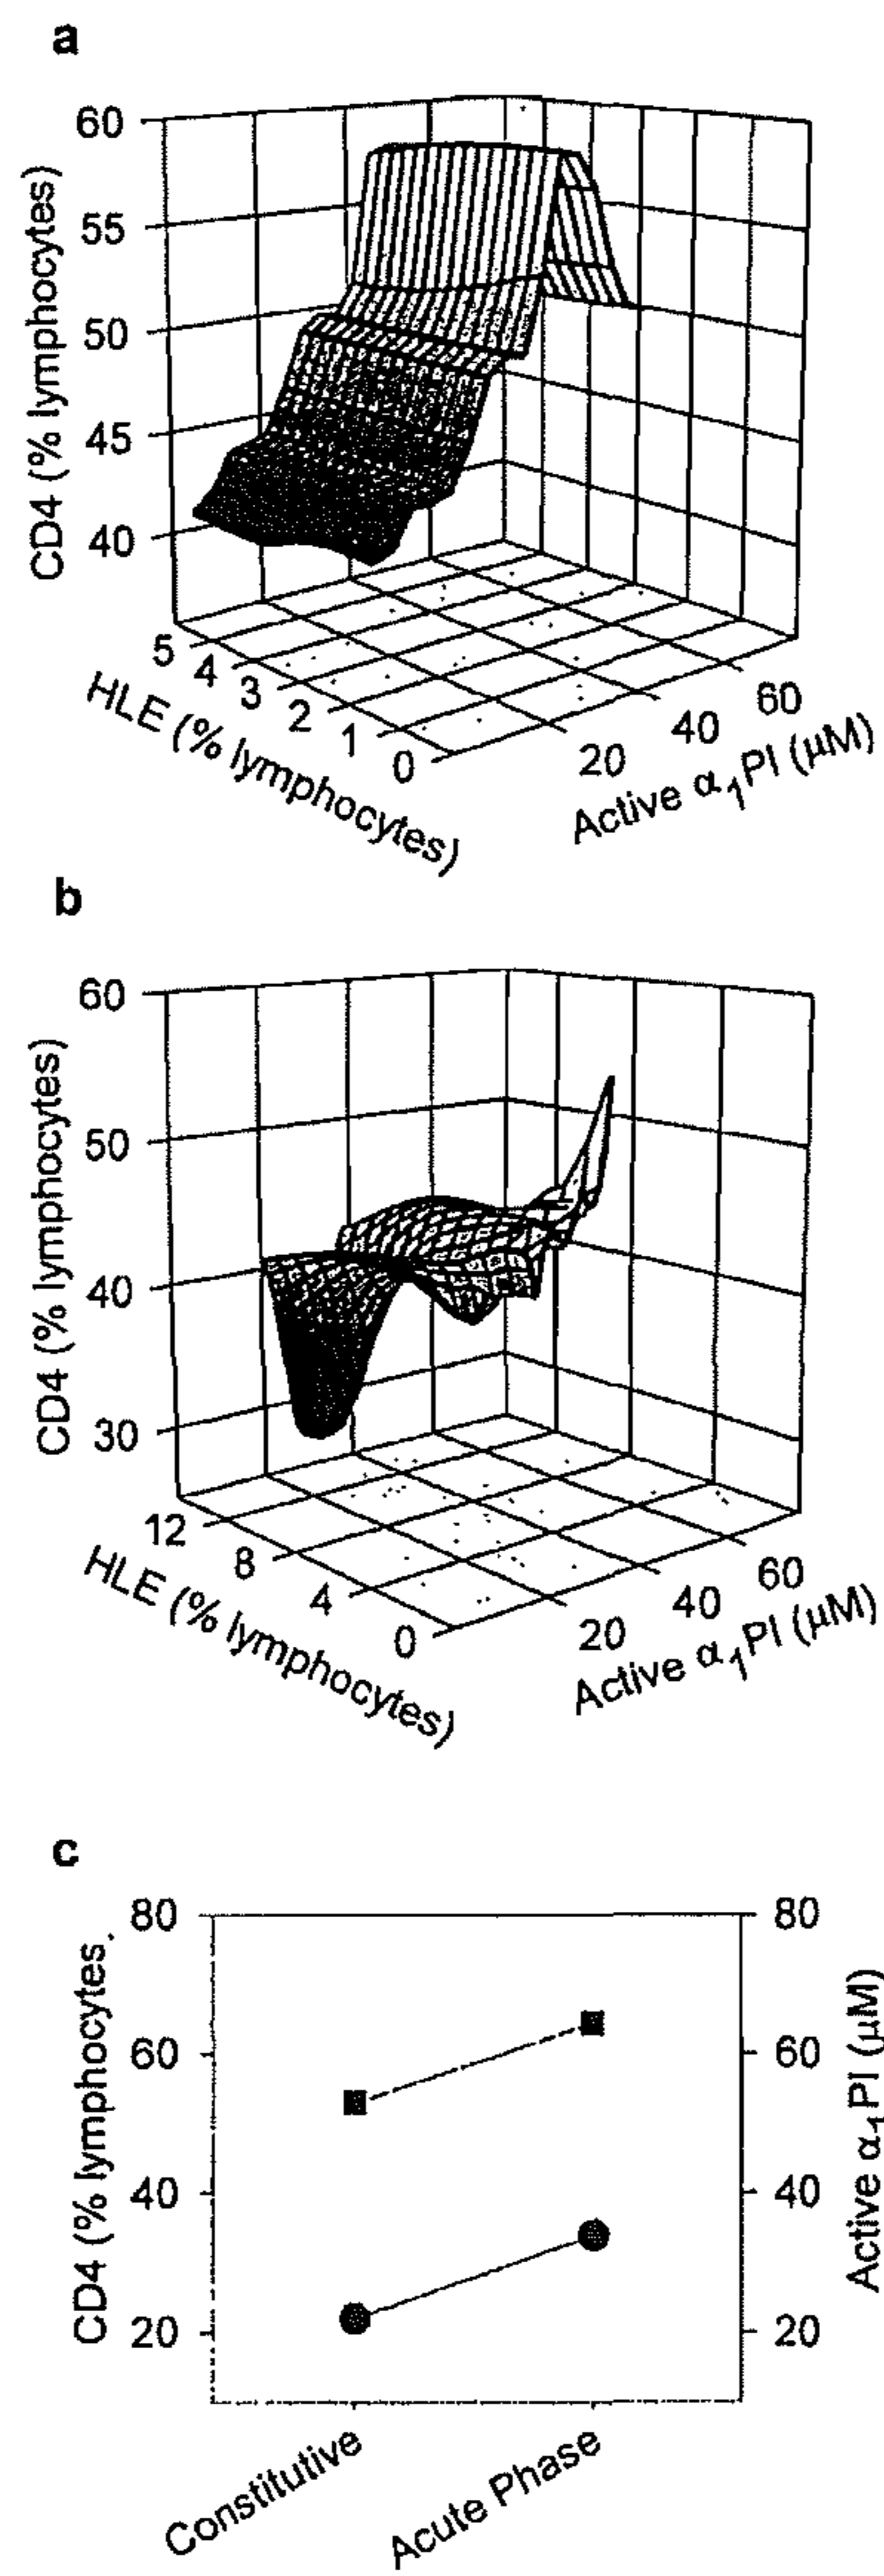 a
60
55
50
45
40
CD4 (% lymphocytes)
5
4
3
2
1
0
HLE (% lymphocytes)
20
40
60
Active α1PI (μM)
b
60
50
40
30
CD4 (% lymphocytes)
12
8
4
0
HLE (% lymphocytes)
20
40
60
Active α1PI (μM)
c
80
60
40
20
CD4 (% lymphocytes.
80
60
40
20
Active α1PI (μM)
Constitutive
Acute Phase